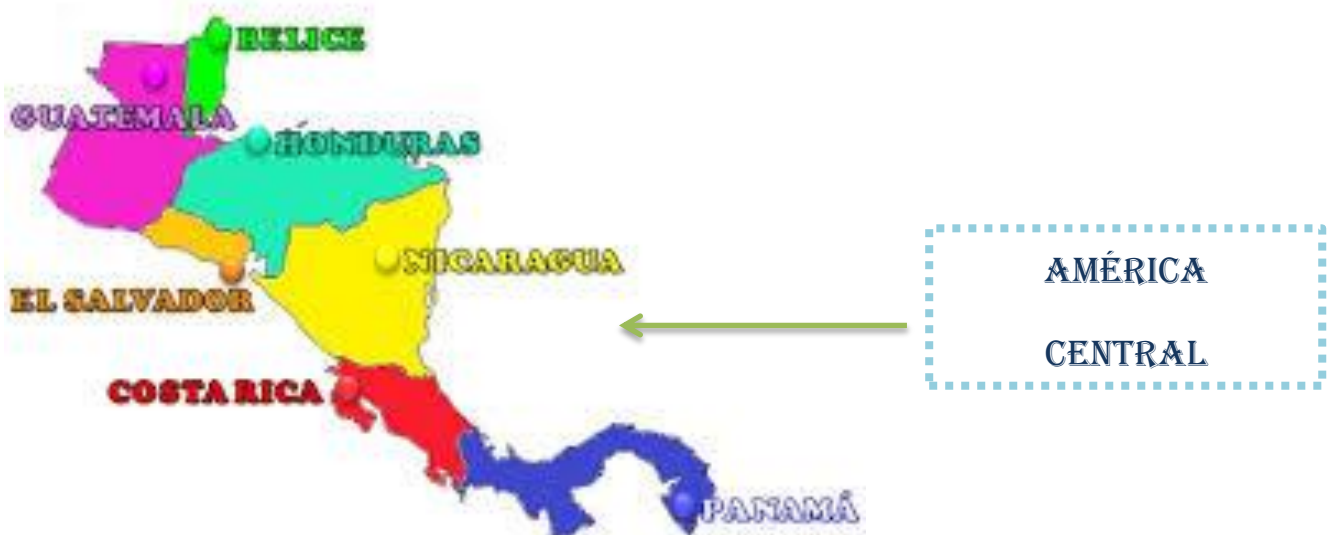 BELICE
GUATEMALA
HONDURAS
NICARAGUA
EL SALVADOR
COSTA RICA
PANAMÁ
AMÉRICA
CENTRAL